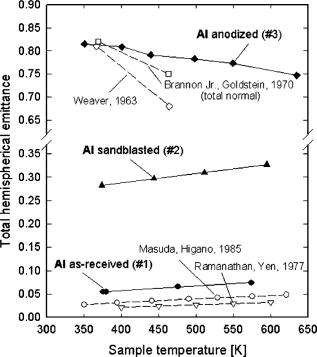 0.90
0.85
0.80
0.75
0.70
0.65
0.60
0.35
0.30
0.25
0.20
0.15
0.10
0.05
0.00
Total hemispherical emittance
Al anodized (#3)
Brannon Jr., Goldstein, 1970
(total normal)
Weaver, 1963
Al sandblasted (#2)
Masuda, Higano, 1985
Al as-received (#1)
Ramanathan, Yen, 1977
300 350 400 450 500 550 600 650
Sample temperature [K]